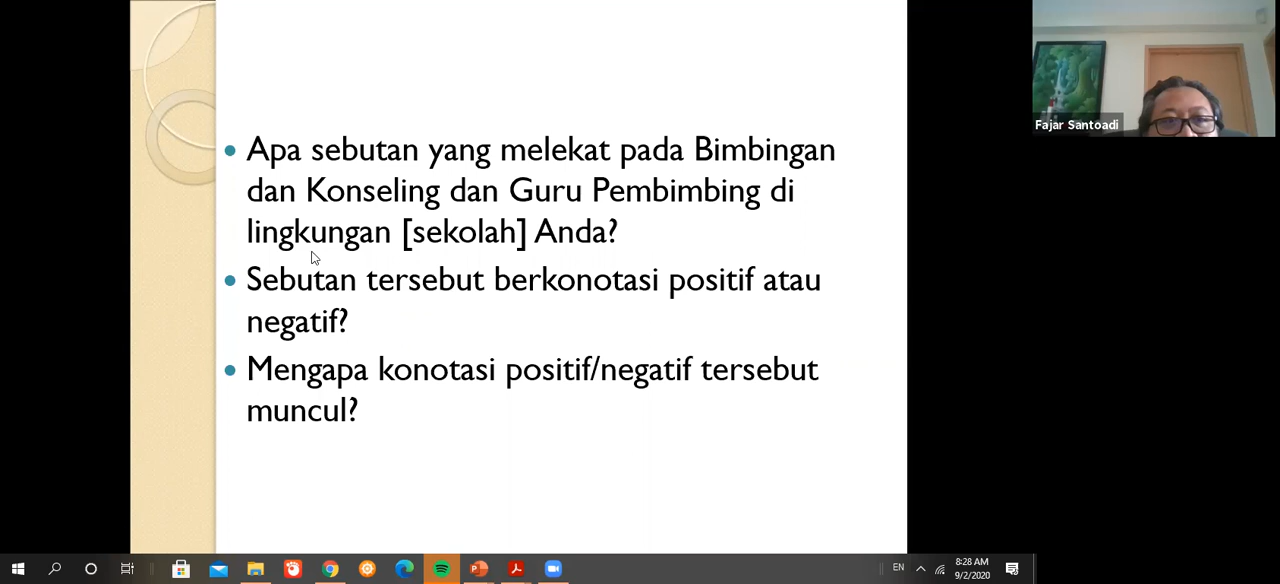 Apa sebutan yang melekat pada Bimbingan
dan Konseling dan Guru Pembimbing di
lingkungan [sekolah] Anda?
Sebutan tersebut berkonotasi positif atau
negatif?
Mengapa konotasi positif/negatif tersebut
muncul?
Fajar Santoadi
EN
8:28 AM
9/2/2020